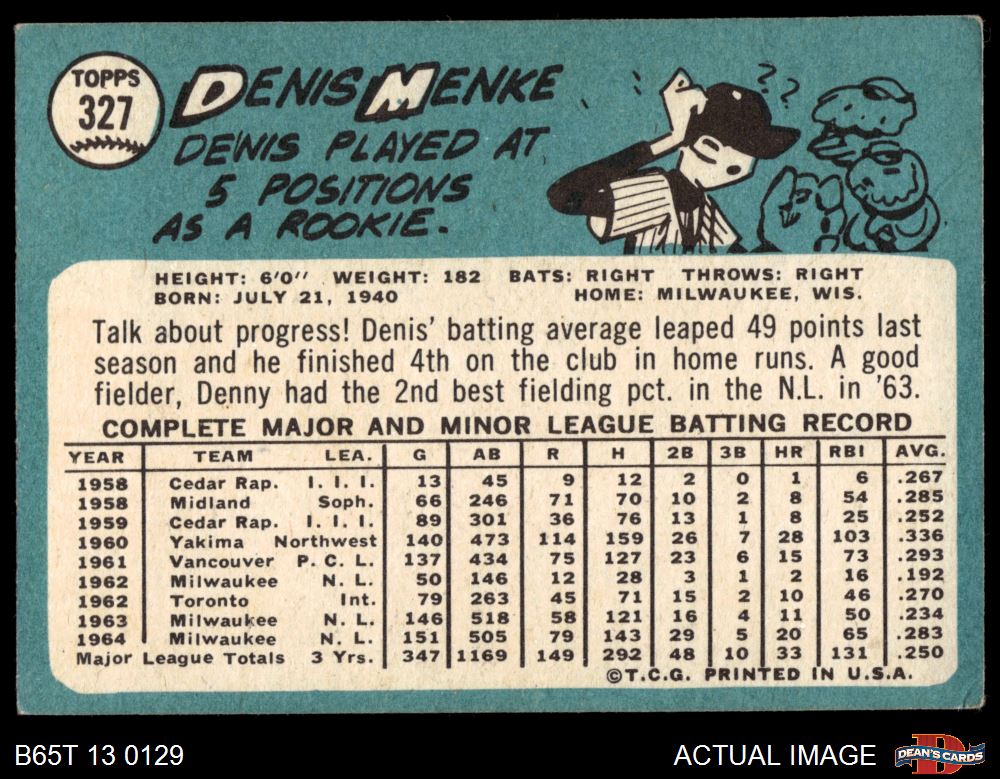 TOPPS
327
DENIS MENKE
DENIS PLAYED AT
5 POSITIONS
AS A ROOKIE.
? ?
HEIGHT: 6'0" WEIGHT: 182 BATS: RIGHT THROWS: RIGHT
BORN: JULY 21, 1940 HOME: MILWAUKEE, WIS.
Talk about progress! Denis' batting average leaped 49 points last
season and he finished 4th on the club in home runs. A good
fielder, Denny had the 2nd best fielding pct. in the N.L. in '63.
COMPLETE MAJOR AND MINOR LEAGUE BATTING RECORD
YEAR TEAM LEA. G AB R H 2B 3B HR RBI AVG.
1958 Cedar Rap. I. I. I. 13 45 9 12 2 0 1 6 .267
1958 Midland Soph. 66 246 71 70 10 2 8 54 .285
1959 Cedar Rap. I. I. I. 89 301 36 76 13 1 8 25 .252
1960 Yakima Northwest 140 473 114 159 26 7 28 103 .336
1961 Vancouver P. C. L. 137 434 75 127 23 6 15 73 .293
1962 Milwaukee N. L. 50 146 12 28 3 1 2 16 .192
1962 Toronto Int. 79 263 45 71 15 2 10 46 .270
1963 Milwaukee N. L. 146 518 58 121 16 4 11 50 .234
1964 Milwaukee N. L. 151 505 79 143 29 5 20 65 .283
Major League Totals 3 Yrs. 347 1169 149 292 48 10 33 131 .250
©T.C.G. PRINTED IN U.S.A.
B65T 13 0129 ACTUAL IMAGE DEAN'S CARDS